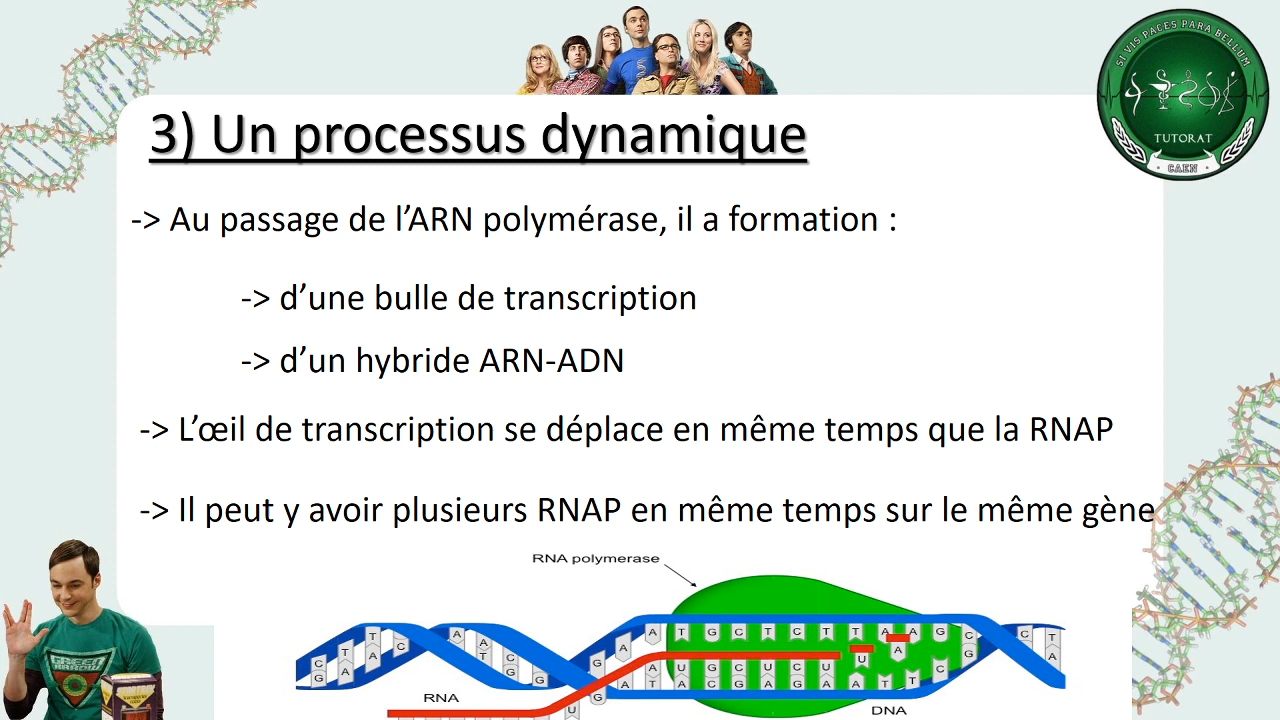 SI VIS PACES PARA BELLUM
TUTORAT
CAEN
3) Un processus dynamique
-> Au passage de l’ARN polymérase, il a formation :
-> d’une bulle de transcription
-> d’un hybride ARN-ADN
-> L’œil de transcription se déplace en même temps que la RNAP
-> Il peut y avoir plusieurs RNAP en même temps sur le même gène
RNA polymerase
A T G C T C T T A A G C
A U G C U C U U A
T A C G A G A A T T C G
RNA
DNA
GREEN